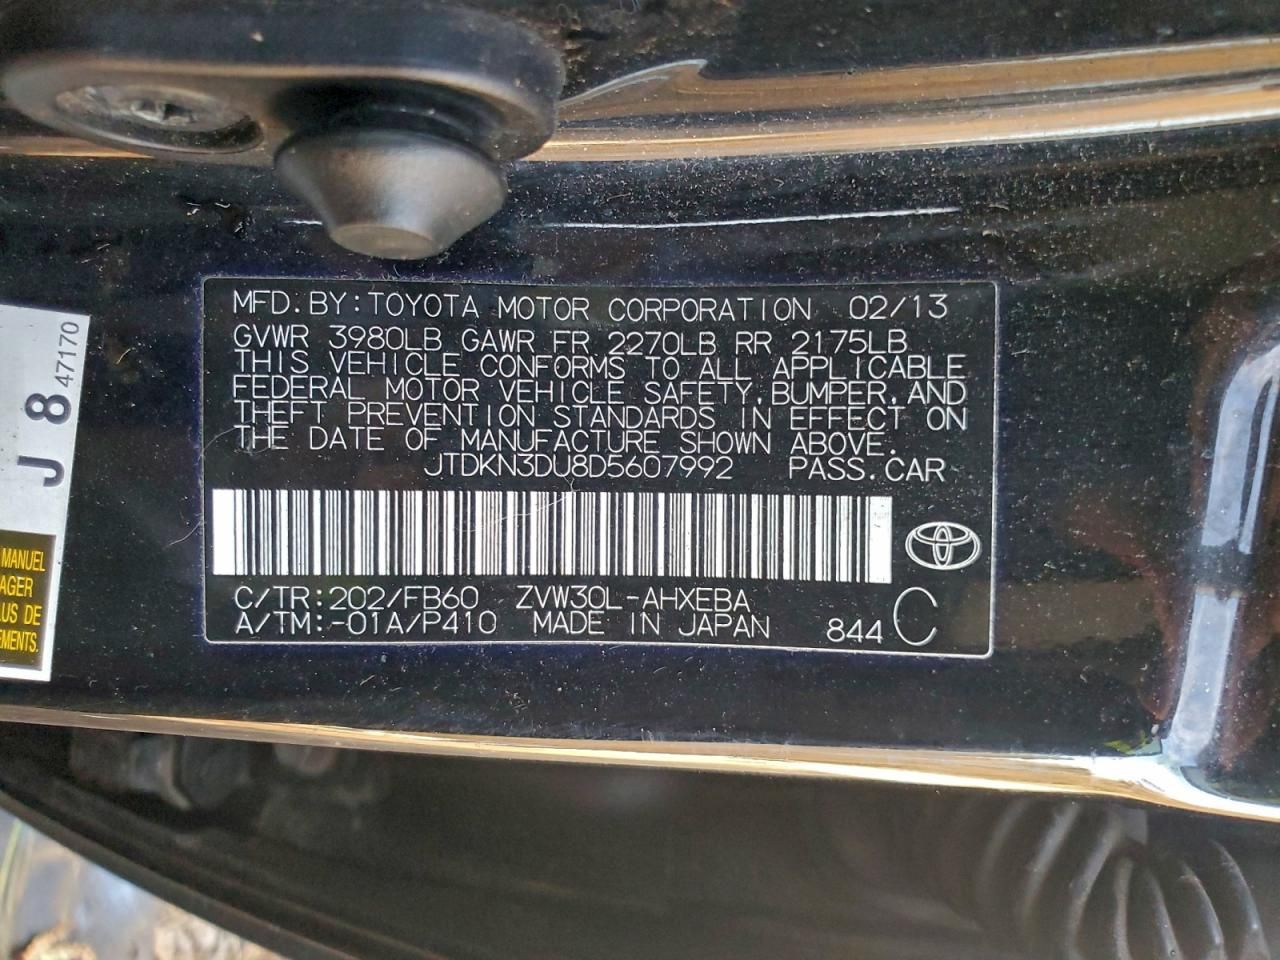 MFD. BY: TOYOTA MOTOR CORPORATION 02/13
GVWR 3980LB GAWR FR 2270LB RR 2175LB
THIS VEHICLE CONFORMS TO ALL APPLICABLE
FEDERAL MOTOR VEHICLE SAFETY, BUMPER, AND
THEFT PREVENTION STANDARDS IN EFFECT ON
THE DATE OF MANUFACTURE SHOWN ABOVE.
JTDKN3DU8D5607992 PASS. CAR
C/TR: 202/FB60 ZVW30L-AHXEBA
A/TM: -01A/P410 MADE IN JAPAN 844 C
J 8 47170
MANUEL
AGER
US DE
EMENTS.